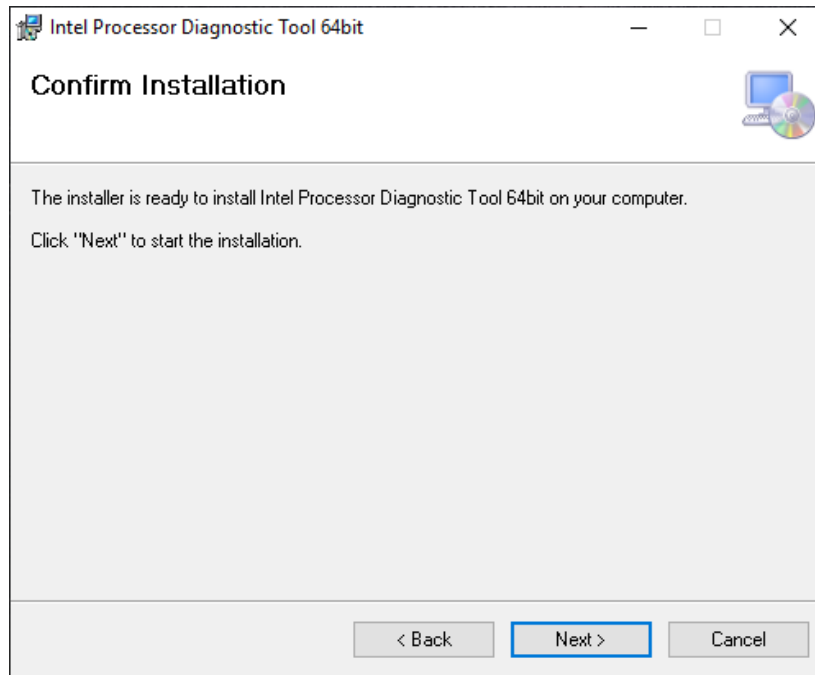 Intel Processor Diagnostic Tool 64bit
Confirm Installation
The installer is ready to install Intel Processor Diagnostic Tool 64bit on your computer.
Click "Next" to start the installation.
< Back
Next >
Cancel